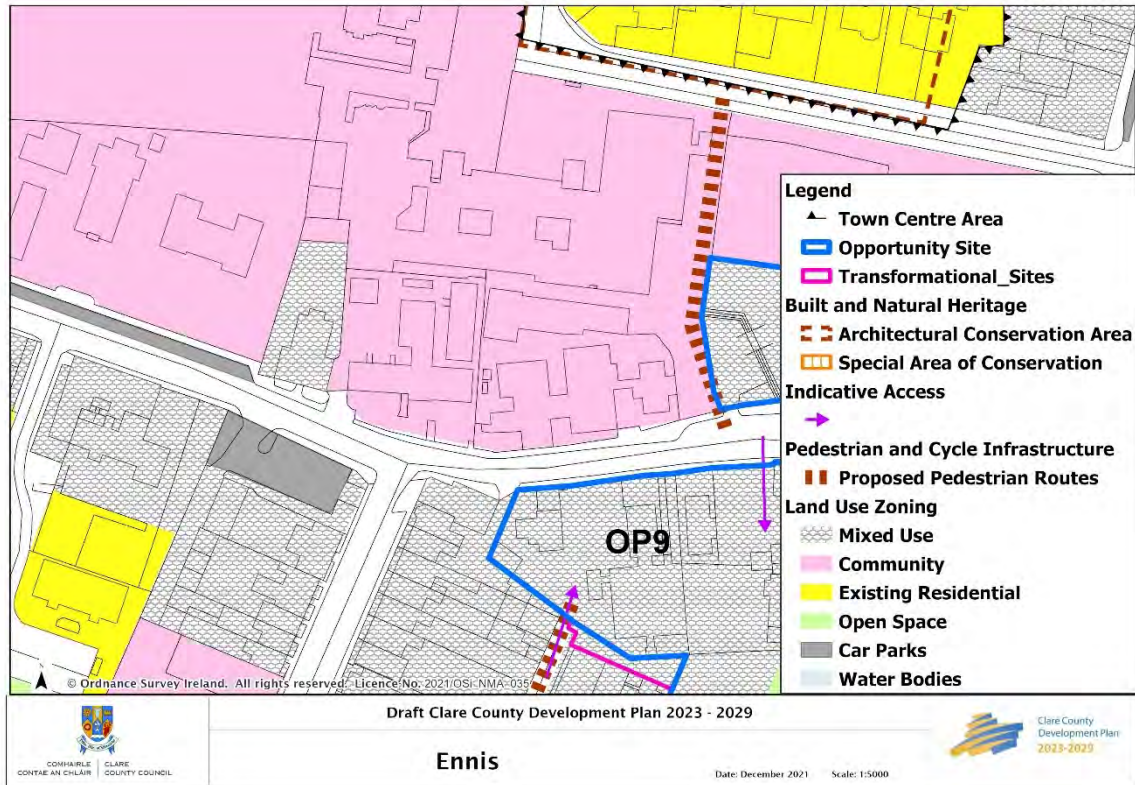 Legend
Town Centre Area
Opportunity Site
Transformational_Sites
Built and Natural Heritage
Architectural Conservation Area
Special Area of Conservation
Indicative Access
Pedestrian and Cycle Infrastructure
Proposed Pedestrian Routes
Land Use Zoning
Mixed Use
Community
Existing Residential
Open Space
Car Parks
Water Bodies
OP9
© Ordnance Survey Ireland. All rights reserved. Licence No. 2021/OSi_NMA_035
COMHAIRLE CONTAE AN CHLÁIR
CLARE COUNTY COUNCIL
Draft Clare County Development Plan 2023 - 2029
Ennis
Date: December 2021 Scale: 1:5000
Clare County
Development Plan
2023-2029